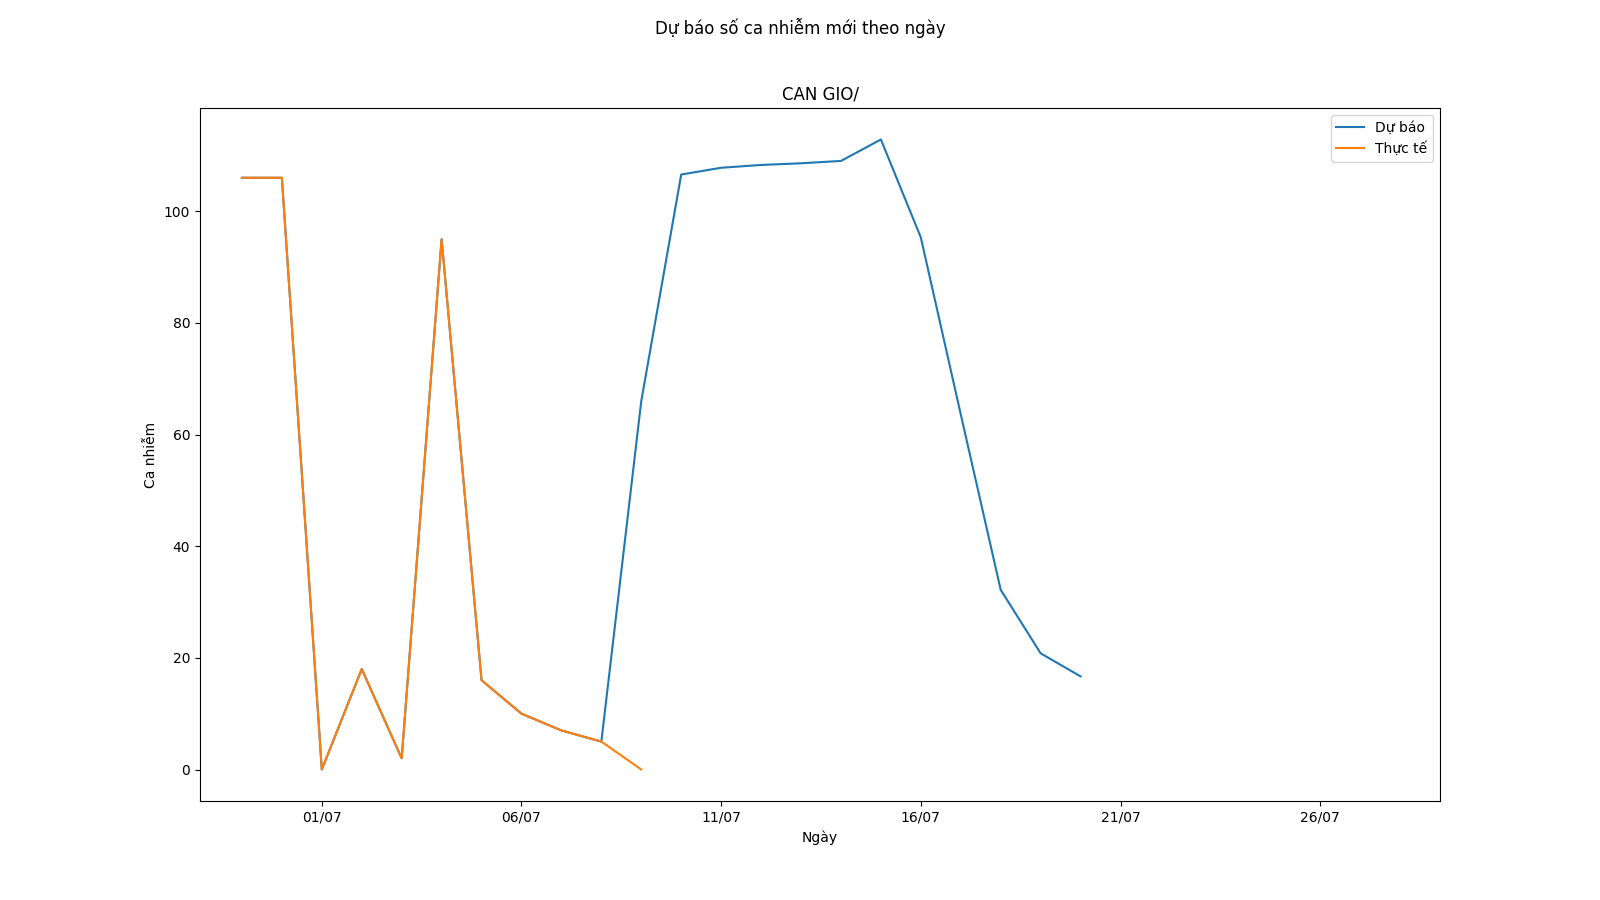 Dự báo số ca nhiễm mới theo ngày
CAN GIO/
Dự báo
Thực tế
100
80
60
40
20
0
Ca nhiễm
01/07
06/07
11/07
16/07
21/07
26/07
Ngày